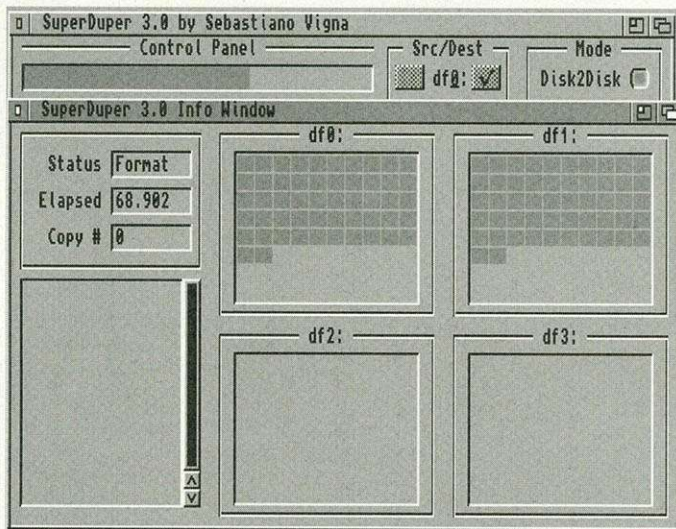 SuperDuper 3.0 by Sebastiano Vigna
Control Panel
Src/Dest
df0:
Mode
Disk2Disk
SuperDuper 3.0 Info Window
Status Format
Elapsed 68.902
Copy # 0
df0:
df1:
df2:
df3: